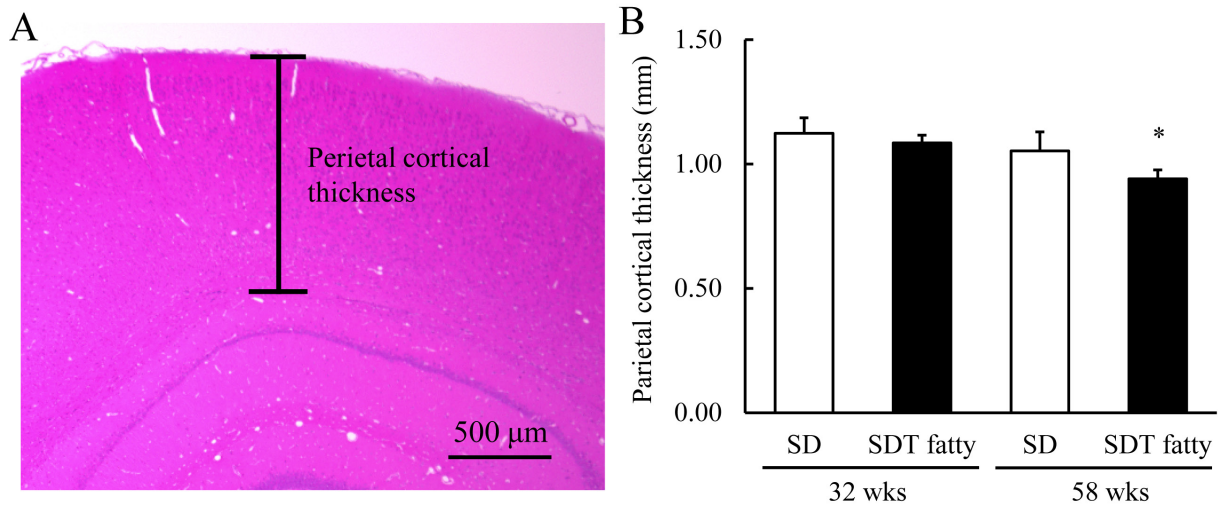 A
Perietal cortical
thickness
500 μm
B
Parietal cortical thickness (mm)
1.50
1.00
0.50
0.00
*
SD
SDT fatty
SD
SDT fatty
32 wks
58 wks